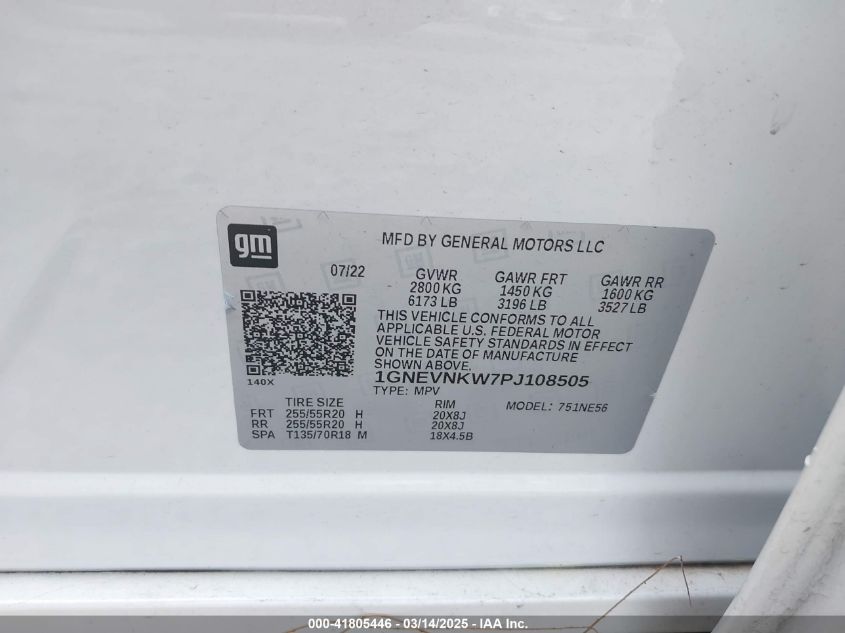 gm
MFD BY GENERAL MOTORS LLC
07/22
GVWR GAWR FRT GAWR RR
2800 KG 1450 KG 1600 KG
6173 LB 3196 LB 3527 LB
THIS VEHICLE CONFORMS TO ALL
APPLICABLE U.S. FEDERAL MOTOR
VEHICLE SAFETY STANDARDS IN EFFECT
ON THE DATE OF MANUFACTURE
SHOWN ABOVE.
140X
1GNEVNKW7PJ108505
TYPE: MPV
TIRE SIZE RIM MODEL: 751NE56
FRT 255/55R20 H 20X8J
RR 255/55R20 H 20X8J
SPA T135/70R18 M 18X4.5B
000-41805446 - 03/14/2025 - IAA Inc.